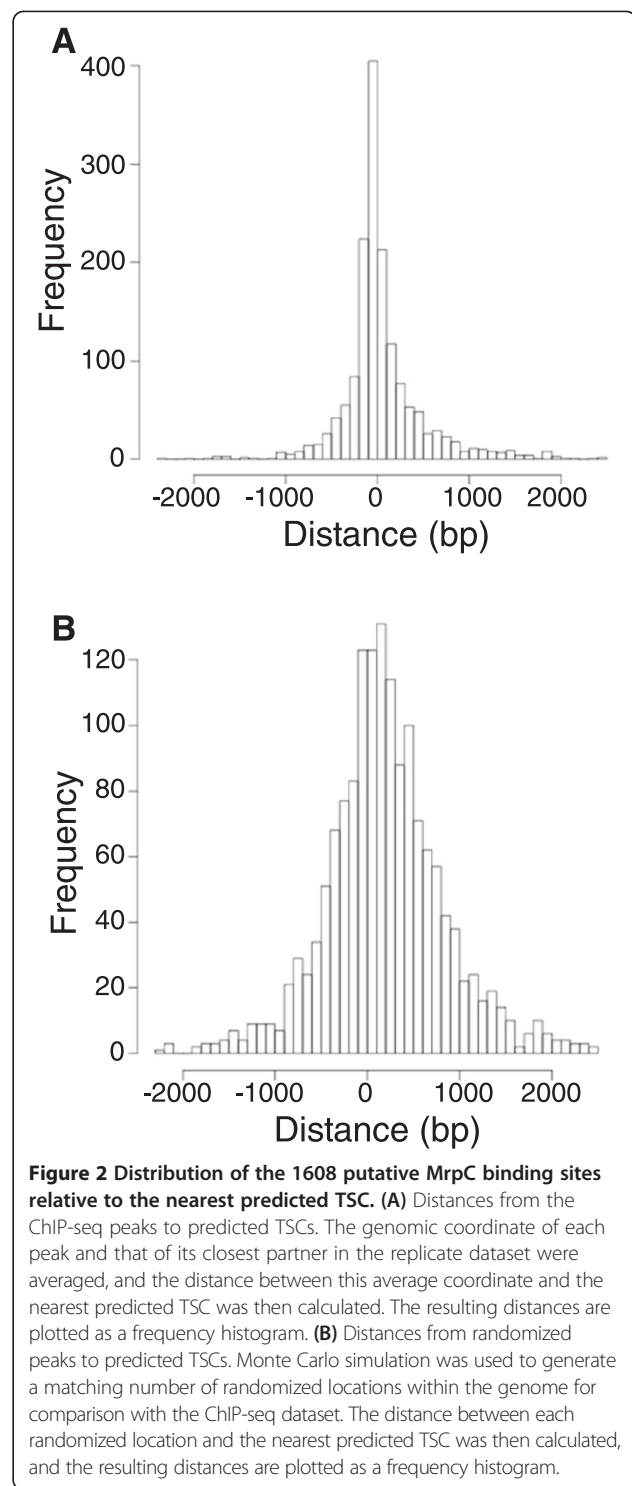 A
400
300
200
100
0
Frequency
-2000 -1000 0 1000 2000
Distance (bp)
B
120
100
80
60
40
20
0
Frequency
-2000 -1000 0 1000 2000
Distance (bp)
Figure 2 Distribution of the 1608 putative MrpC binding sites
relative to the nearest predicted TSC. (A) Distances from the
ChIP-seq peaks to predicted TSCs. The genomic coordinate of each
peak and that of its closest partner in the replicate dataset were
averaged, and the distance between this average coordinate and the
nearest predicted TSC was then calculated. The resulting distances are
plotted as a frequency histogram. (B) Distances from randomized
peaks to predicted TSCs. Monte Carlo simulation was used to generate
a matching number of randomized locations within the genome for
comparison with the ChIP-seq dataset. The distance between each
randomized location and the nearest predicted TSC was then calculated,
and the resulting distances are plotted as a frequency histogram.